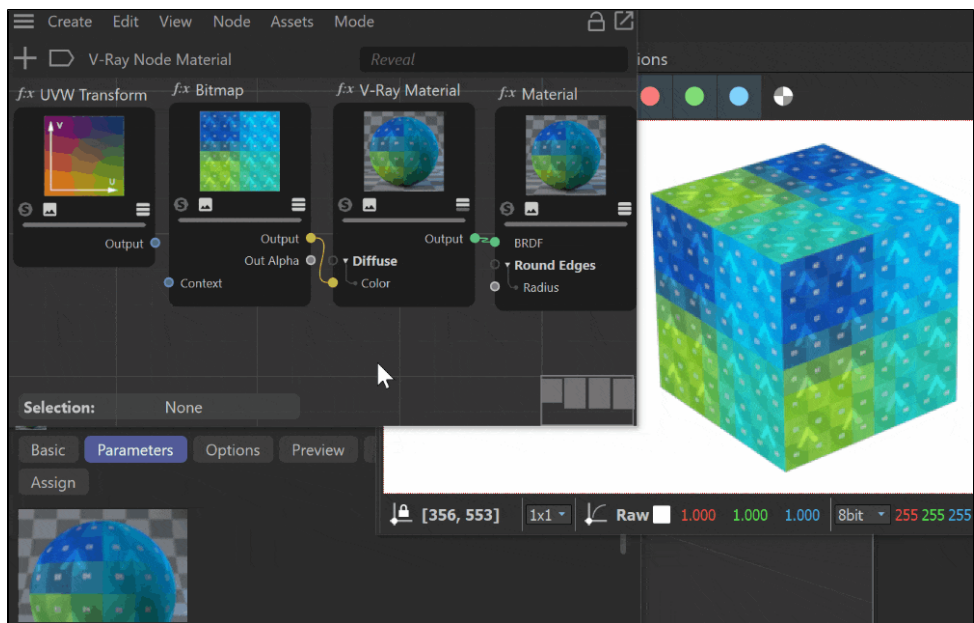 Create Edit View Node Assets Mode
V-Ray Node Material Reveal
ions
f:x UVW Transform
f:x Bitmap
f:x V-Ray Material
f:x Material
V
U
Output
Output
Out Alpha
Context
Output
Diffuse
Color
BRDF
Round Edges
Radius
Selection: None
Basic Parameters Options Preview
Assign
[356, 553] 1x1 Raw 1.000 1.000 1.000 8bit 255 255 255